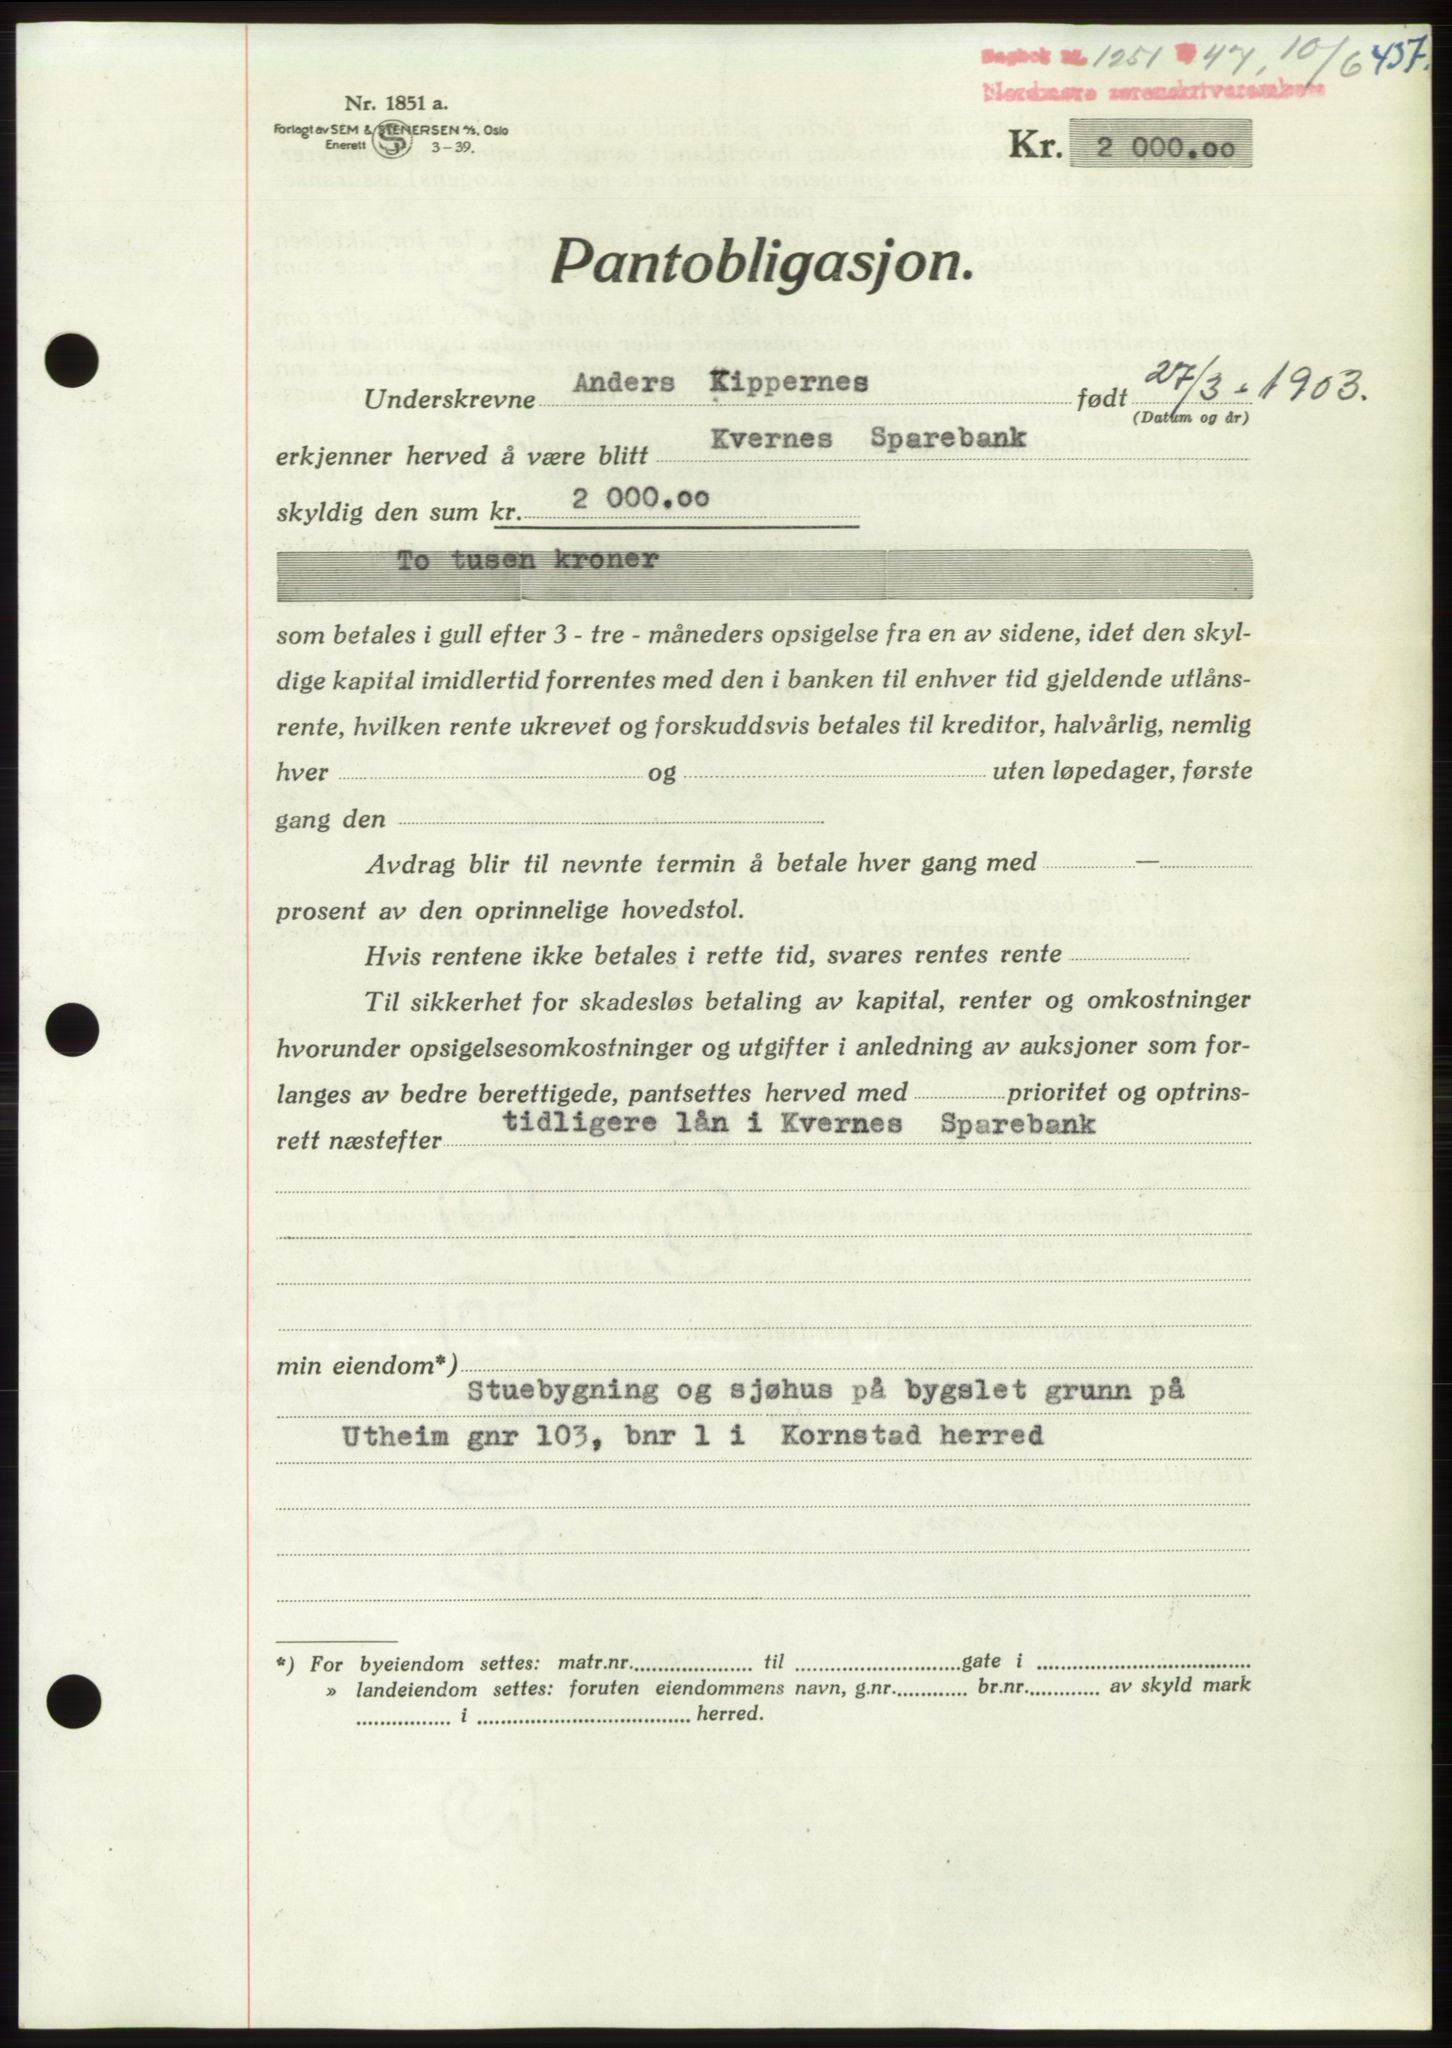 Dagbok nr. 1251 1947, 10/6 437.
Nordmøre sorenskriverembete
Nr. 1851 a.
Forlagt av SEM & STENERSEN A/S, Oslo
Enerett 3-39.
Kr. 2 000.00
Pantobligasjon.
Underskrevne Anders Kippernes født 27/3 - 1903.
(Datum og år)
erkjenner herved å være blitt Kvernes Sparebank
skyldig den sum kr. 2 000.00
To tusen kroner
som betales i gull efter 3 - tre - måneders opsigelse fra en av sidene, idet den skyl-
dige kapital imidlertid forrentes med den i banken til enhver tid gjeldende utlåns-
rente, hvilken rente ukrevet og forskuddsvis betales til kreditor, halvårlig, nemlig
hver og uten løpedager, første
gang den
Avdrag blir til nevnte termin å betale hver gang med —
prosent av den oprinnelige hovedstol.
Hvis rentene ikke betales i rette tid, svares rentes rente
Til sikkerhet for skadesløs betaling av kapital, renter og omkostninger
hvorunder opsigelsesomkostninger og utgifter i anledning av auksjoner som for-
langes av bedre berettigede, pantsettes herved med prioritet og optrins-
rett næstefter tidligere lån i Kvernes Sparebank
min eiendom*)
Stuebygning og sjøhus på bygslet grunn på
Utheim gnr 103, bnr 1 i Kornstad herred
*) For byeiendom settes: matr.nr. til gate i
» landeiendom settes: foruten eiendommens navn, g.nr. br.nr. av skyld mark
i herred.